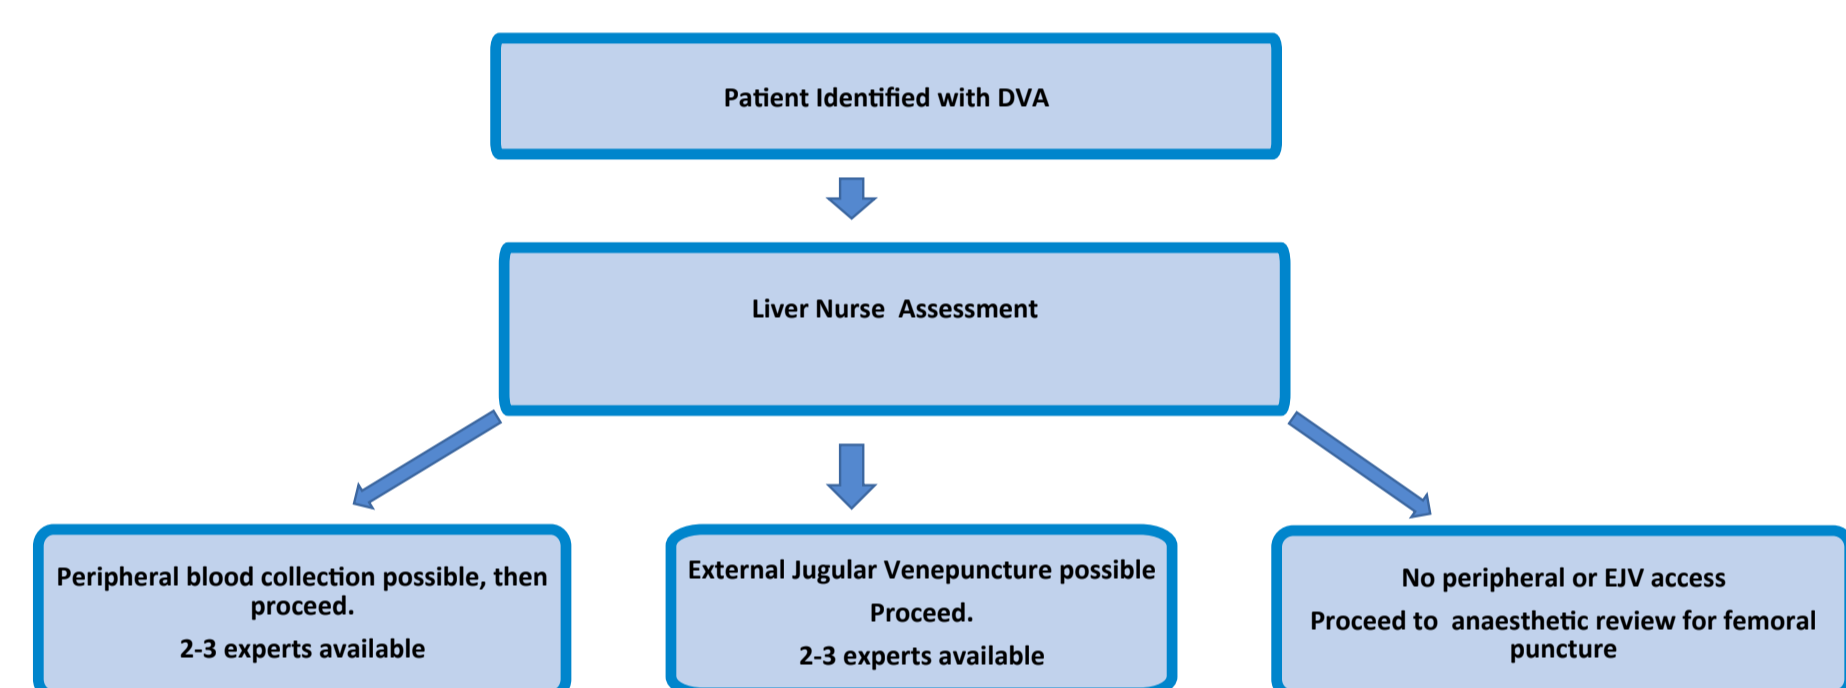 Patient Identified with DVA
Liver Nurse  Assessment
Peripheral blood collection possible, then
proceed.
2-3 experts available
External Jugular Venepuncture possible
Proceed.
2-3 experts available
No peripheral or EJV access
Proceed to  anaesthetic review for femoral
puncture